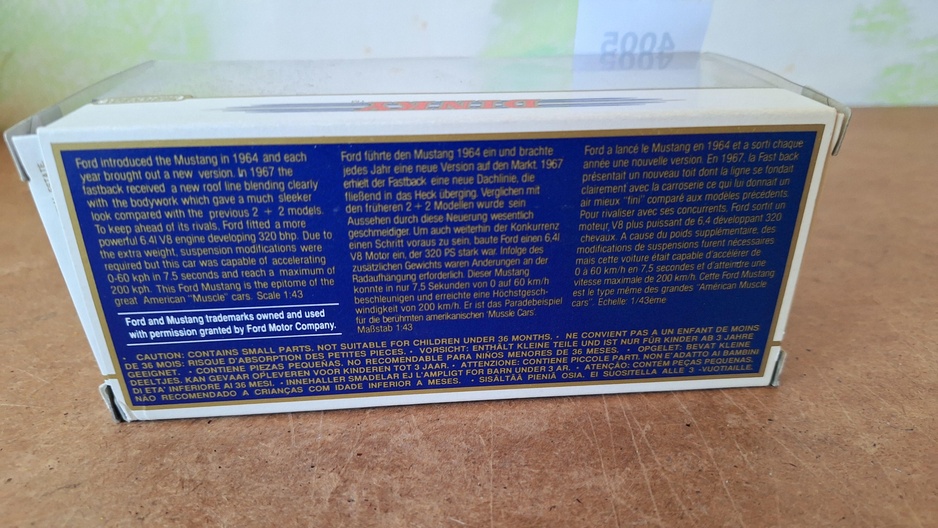 4885
DINKY
Ford introduced the Mustang in 1964 and each
year brought out a new version. In 1967 the
fastback received a new roof line blending clearly
with the bodywork which gave a much sleeker
look compared with the previous 2 + 2 models.
To keep ahead of its rivals, Ford fitted a more
powerful 6.4l V8 engine developing 320 bhp. Due to
the extra weight, suspension modifications were
required but this car was capable of accelerating
0-60 kph in 7.5 seconds and reach a maximum of
200 kph. This Ford Mustang is the epitome of the
great American "Muscle" cars. Scale 1:43
Ford and Mustang trademarks owned and used
with permission granted by Ford Motor Company.
Ford führte den Mustang 1964 ein und brachte
jedes Jahr eine neue Version auf den Markt. 1967
erhielt der Fastback eine neue Dachlinie, die
fließend in das Heck überging. Verglichen mit
den früheren 2 + 2 Modellen wurde sein
Aussehen durch diese Neuerung wesentlich
geschmeidiger. Um auch weiterhin der Konkurrenz
einen Schritt voraus zu sein, baute Ford einen 6.4l
V8 Motor ein, der 320 PS stark war. Infolge des
zusätzlichen Gewichts waren Änderungen an der
Radaufhängung erforderlich. Dieser Mustang
konnte in nur 7.5 Sekunden von 0 auf 60 km/h
beschleunigen und erreichte eine Höchstgesch-
windigkeit von 200 km/h. Er ist das Paradebeispiel
für die berühmten amerikanischen 'Mussle Cars'.
Maßstab 1:43
Ford a lancé le Mustang en 1964 et a sorti chaque
année une nouvelle version. En 1967, la Fast back
présentait un nouveau toit dont la ligne se fondait
clairement avec la carroserie ce qui lui donnait un
air mieux "fini" comparé aux modèles précédents.
Pour rivaliser avec ses concurrents, Ford sortit un
moteur V8 plus puissant de 6.4 développant 320
chevaux. A cause du poids supplémentaire, des
modifications de suspensions furent nécessaires
mais cette voiture était capable d'accélérer de
0 à 60 km/h en 7.5 secondes et d'atteindre une
vitesse maximale de 200 km/h. Cette Ford Mustang
est le type même des grandes "Américan Muscle
cars". Echelle: 1/43ème
· CAUTION: CONTAINS SMALL PARTS. NOT SUITABLE FOR CHILDREN UNDER 36 MONTHS. · NE CONVIENT PAS A UN ENFANT DE MOINS
DE 36 MOIS: RISQUE D'ABSORPTION DES PETITES PIECES. · VORSICHT: ENTHÄLT KLEINE TEILE UND IST NUR FÜR KINDER AB 3 JAHRE
GEEIGNET. · CONTIENE PIEZAS PEQUEÑAS, NO RECOMENDABLE PARA NIÑOS MENORES DE 36 MESES. · OPGELET: BEVAT KLEINE
DEELTJES. KAN GEVAAR OPLEVEREN VOOR KINDEREN TOT 3 JAAR. · ATTENZIONE: CONTIENE PICCOLE PARTI, NON E'ADATTO AI BAMBINI
DI ETA' INFERIORE AI 36 MESI. · INNEHALLER SMADELAR EJ LAMPLIGT FOR BARN UNDER 3 AR. · ATENÇAO: CONTEM PEÇAS PEQUENAS,
NÃO RECOMENDADO A CRIANÇAS COM IDADE INFERIOR A MESES. · SISÄLTÄÄ PIENIÄ OSIA. EI SUOSITELLA ALLE 3 -VUOTIAILLE.